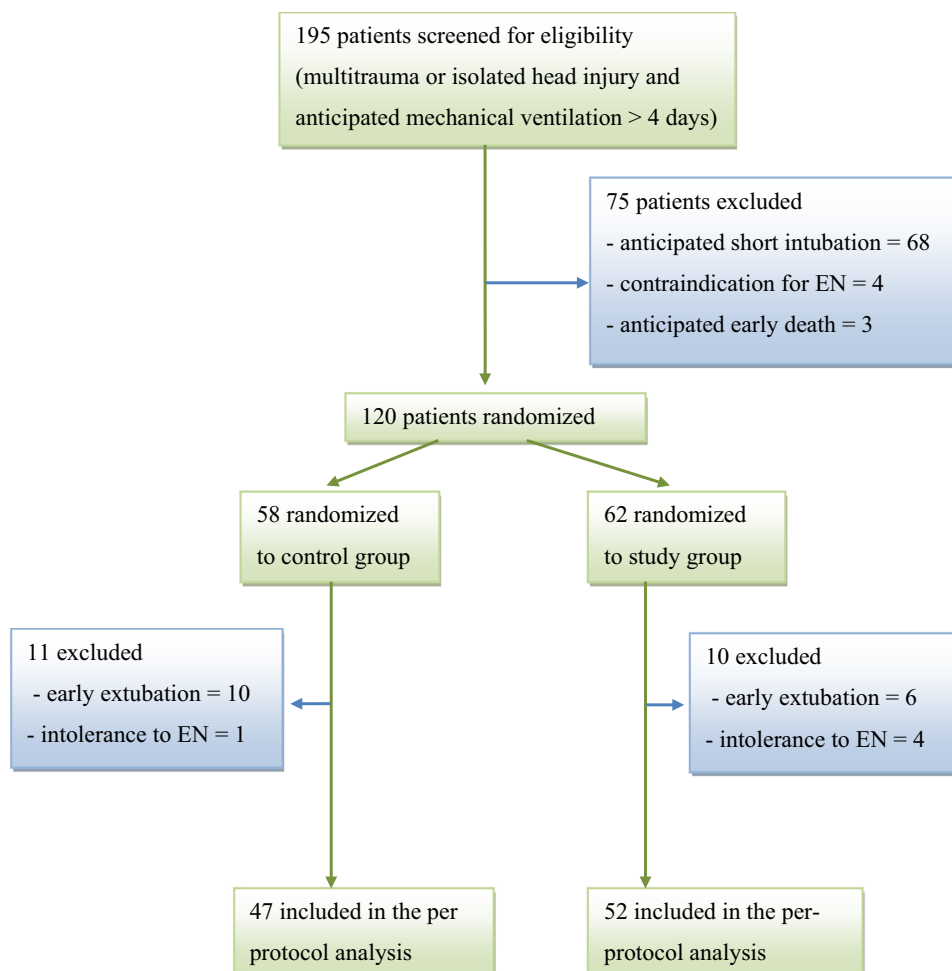 195 patients screened for eligibility
(multitrauma or isolated head injury and
anticipated mechanical ventilation > 4 days)
75 patients excluded
- anticipated short intubation = 68
- contraindication for EN = 4
- anticipated early death = 3
120 patients randomized
58 randomized
to control group
62 randomized
to study group
11 excluded
- early extubation = 10
- intolerance to EN = 1
10 excluded
- early extubation = 6
- intolerance to EN = 4
47 included in the per
protocol analysis
52 included in the per-
protocol analysis